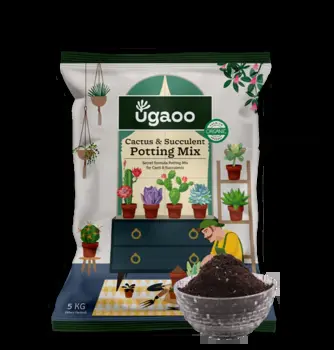 ugaoo
ORGANIC
Cactus & Succulent
Potting Mix
Secret formula Potting Mix
for Cacti & Succulents
5 KG